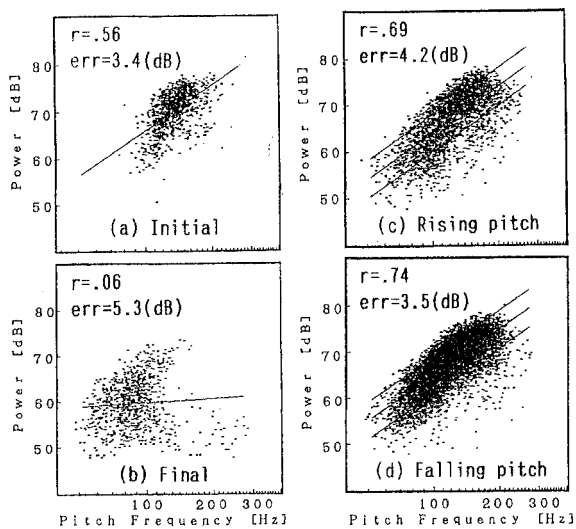 r=.56
err=3.4(dB)
80
70
60
50
Power [dB]
(a) Initial
r=.69
err=4.2(dB)
80
70
60
50
Power [dB]
(c) Rising pitch
r=.06
err=5.3(dB)
80
70
60
50
Power [dB]
(b) Final
100 200 300
Pitch Frequency [Hz]
r=.74
err=3.5(dB)
80
70
60
50
Power [dB]
(d) Falling pitch
100 200 300
Pitch Frequency [Hz]